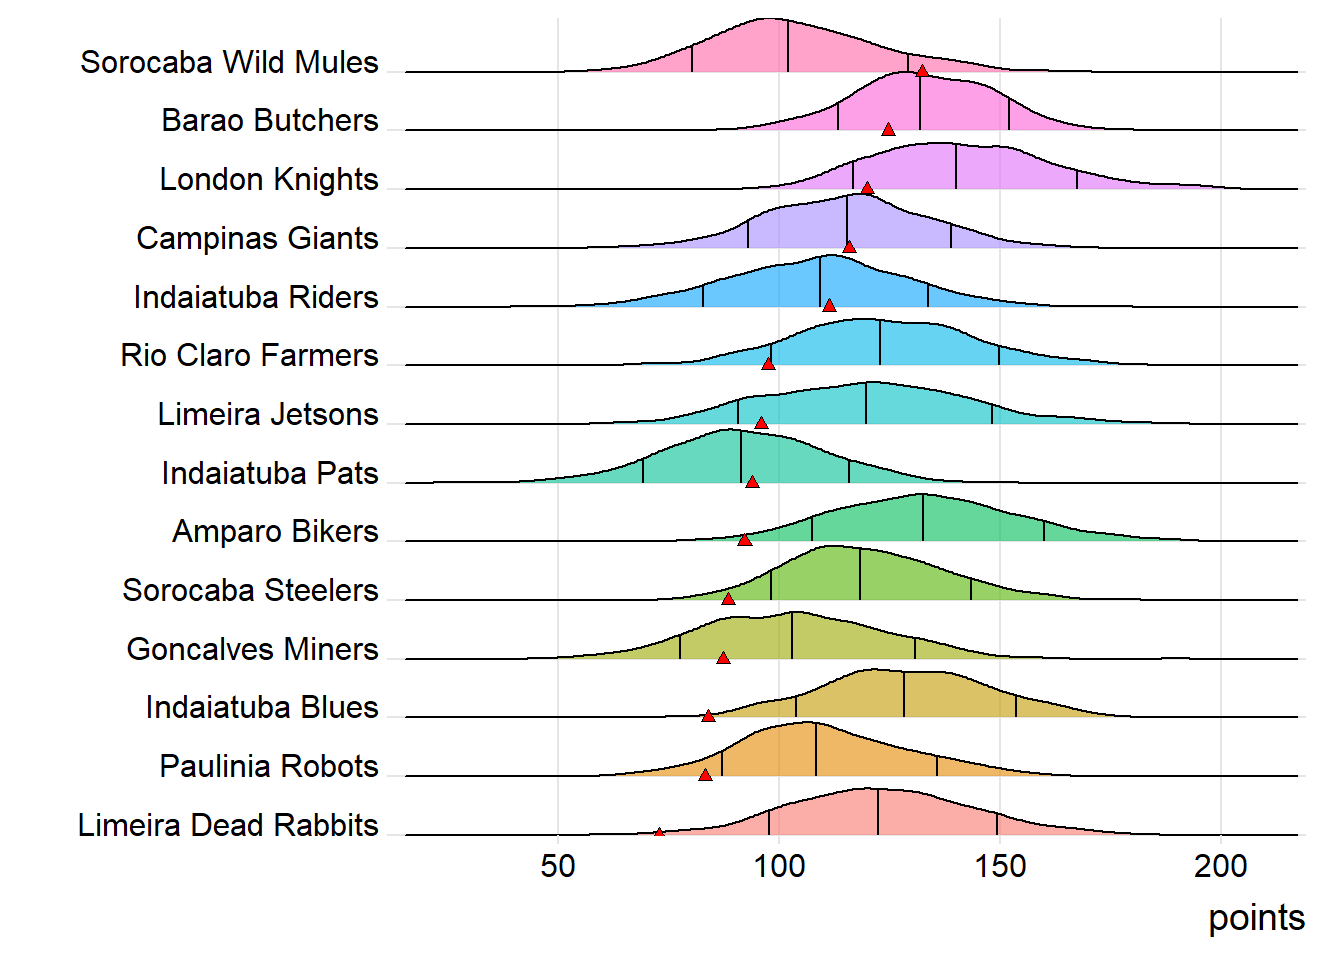 Sorocaba Wild Mules
Barao Butchers
London Knights
Campinas Giants
Indaiatuba Riders
Rio Claro Farmers
Limeira Jetsons
Indaiatuba Pats
Amparo Bikers
Sorocaba Steelers
Goncalves Miners
Indaiatuba Blues
Paulinia Robots
Limeira Dead Rabbits
50 100 150 200
points